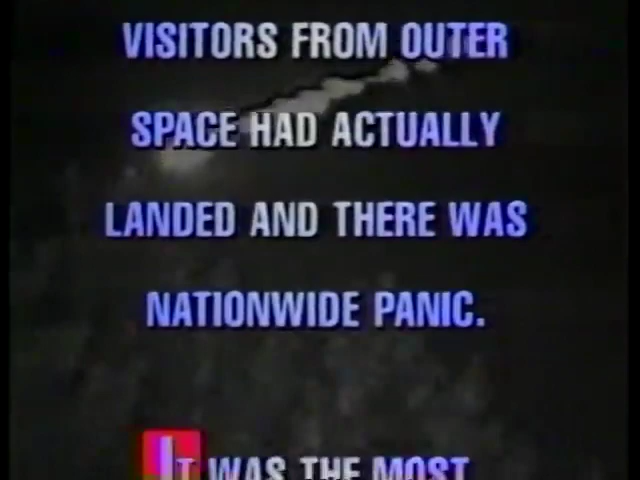 VISITORS FROM OUTER
SPACE HAD ACTUALLY
LANDED AND THERE WAS
NATIONWIDE PANIC.
IT WAS THE MOST